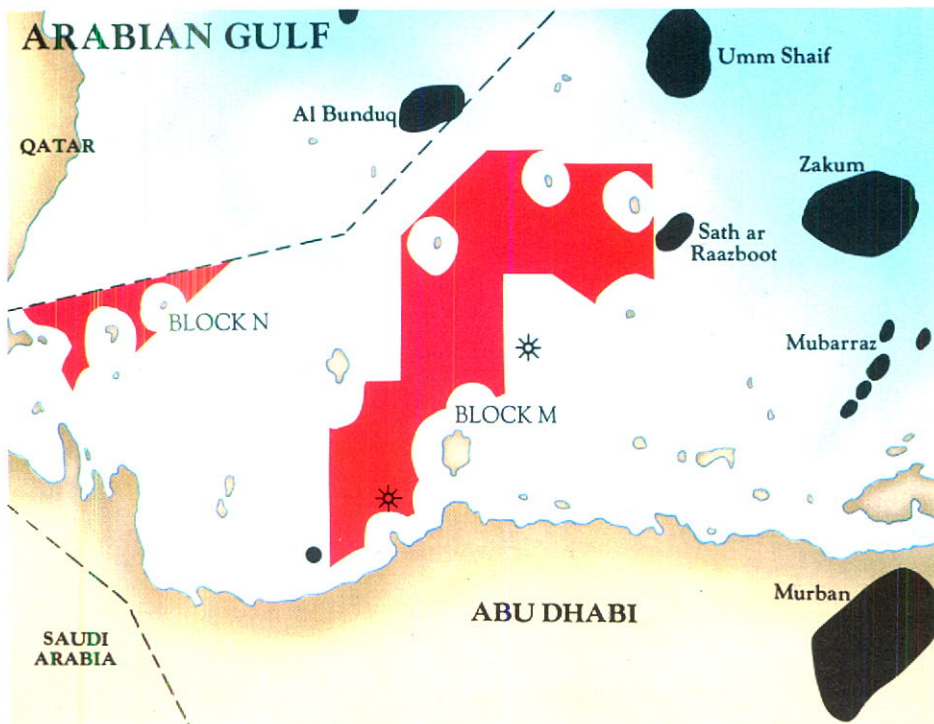 ARABIAN GULF
Umm Shaif
Al Bunduq
QATAR
Zakum
Sath ar
Raazboot
BLOCK N
Mubarraz
BLOCK M
Murban
ABU DHABI
SAUDI
ARABIA